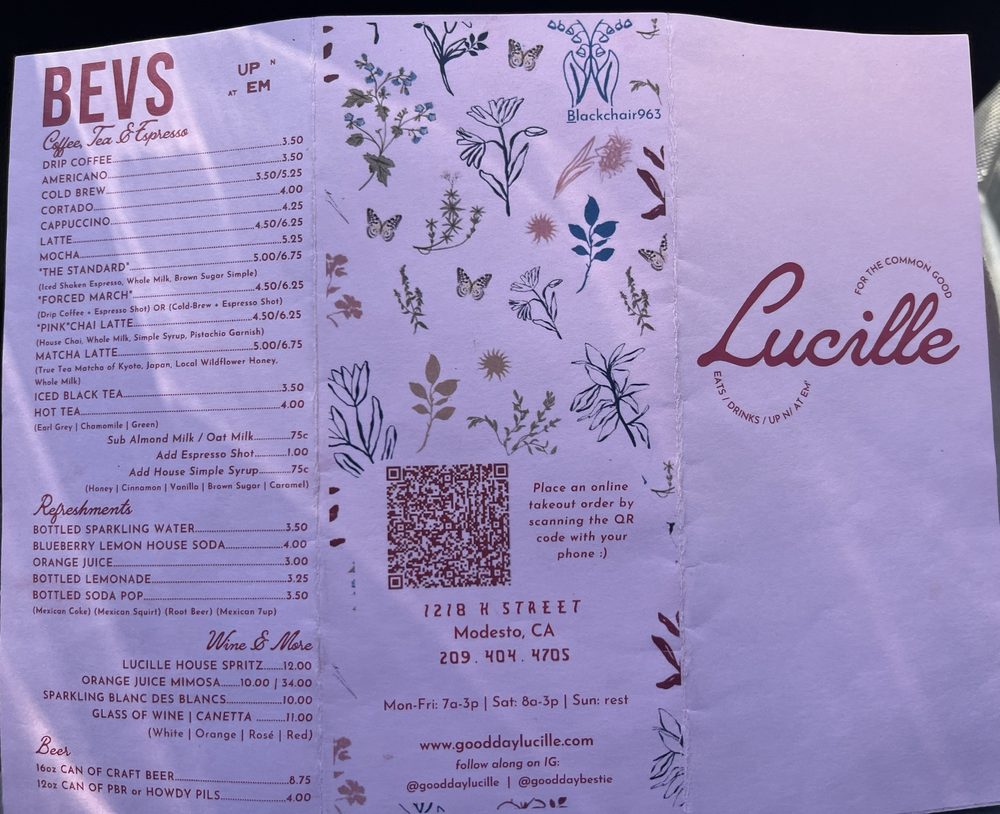 BEVS
UP N
AT EM
Coffee, Tea & Espresso
DRIP COFFEE 3.50
AMERICANO 3.50
COLD BREW 3.50/5.25
CORTADO 4.00
CAPPUCCINO 4.25
LATTE 4.50/6.25
MOCHA 5.25
"THE STANDARD" 5.00/6.75
(Iced Shaken Espresso, Whole Milk, Brown Sugar Simple)
"FORCED MARCH" 4.50/6.25
(Drip Coffee + Espresso Shot) OR (Cold-Brew + Espresso Shot)
"PINK"CHAI LATTE 4.50/6.25
(House Chai, Whole Milk, Simple Syrup, Pistachio Garnish)
MATCHA LATTE 5.00/6.75
(True Tea Matcha of Kyoto, Japan, Local Wildflower Honey,
Whole Milk)
ICED BLACK TEA 3.50
HOT TEA 4.00
(Earl Grey | Chamomile | Green)
Sub Almond Milk / Oat Milk 75c
Add Espresso Shot 1.00
Add House Simple Syrup 75c
(Honey | Cinnamon | Vanilla | Brown Sugar | Caramel)
Refreshments
BOTTLED SPARKLING WATER 3.50
BLUEBERRY LEMON HOUSE SODA 4.00
ORANGE JUICE 3.00
BOTTLED LEMONADE 3.25
BOTTLED SODA POP 3.50
(Mexican Coke) (Mexican Squirt) (Root Beer) (Mexican 7up)
Wine & More
LUCILLE HOUSE SPRITZ 12.00
ORANGE JUICE MIMOSA 10.00 | 34.00
SPARKLING BLANC DES BLANCS 10.00
GLASS OF WINE | CANETTA 11.00
(White | Orange | Rosé | Red)
Beer
16oz CAN OF CRAFT BEER 8.75
12oz CAN OF PBR or HOWDY PILS 4.00
Blackchair963
Place an online
takeout order by
scanning the QR
code with your
phone :)
1218 K STREET
Modesto, CA
209.404.4705
Mon-Fri: 7a-3p | Sat: 8a-3p | Sun: rest
www.gooddaylucille.com
follow along on IG:
@gooddaylucille | @gooddaybestie
FOR THE COMMON GOOD
Lucille
EATS / DRINKS / UP N/ AT EM'